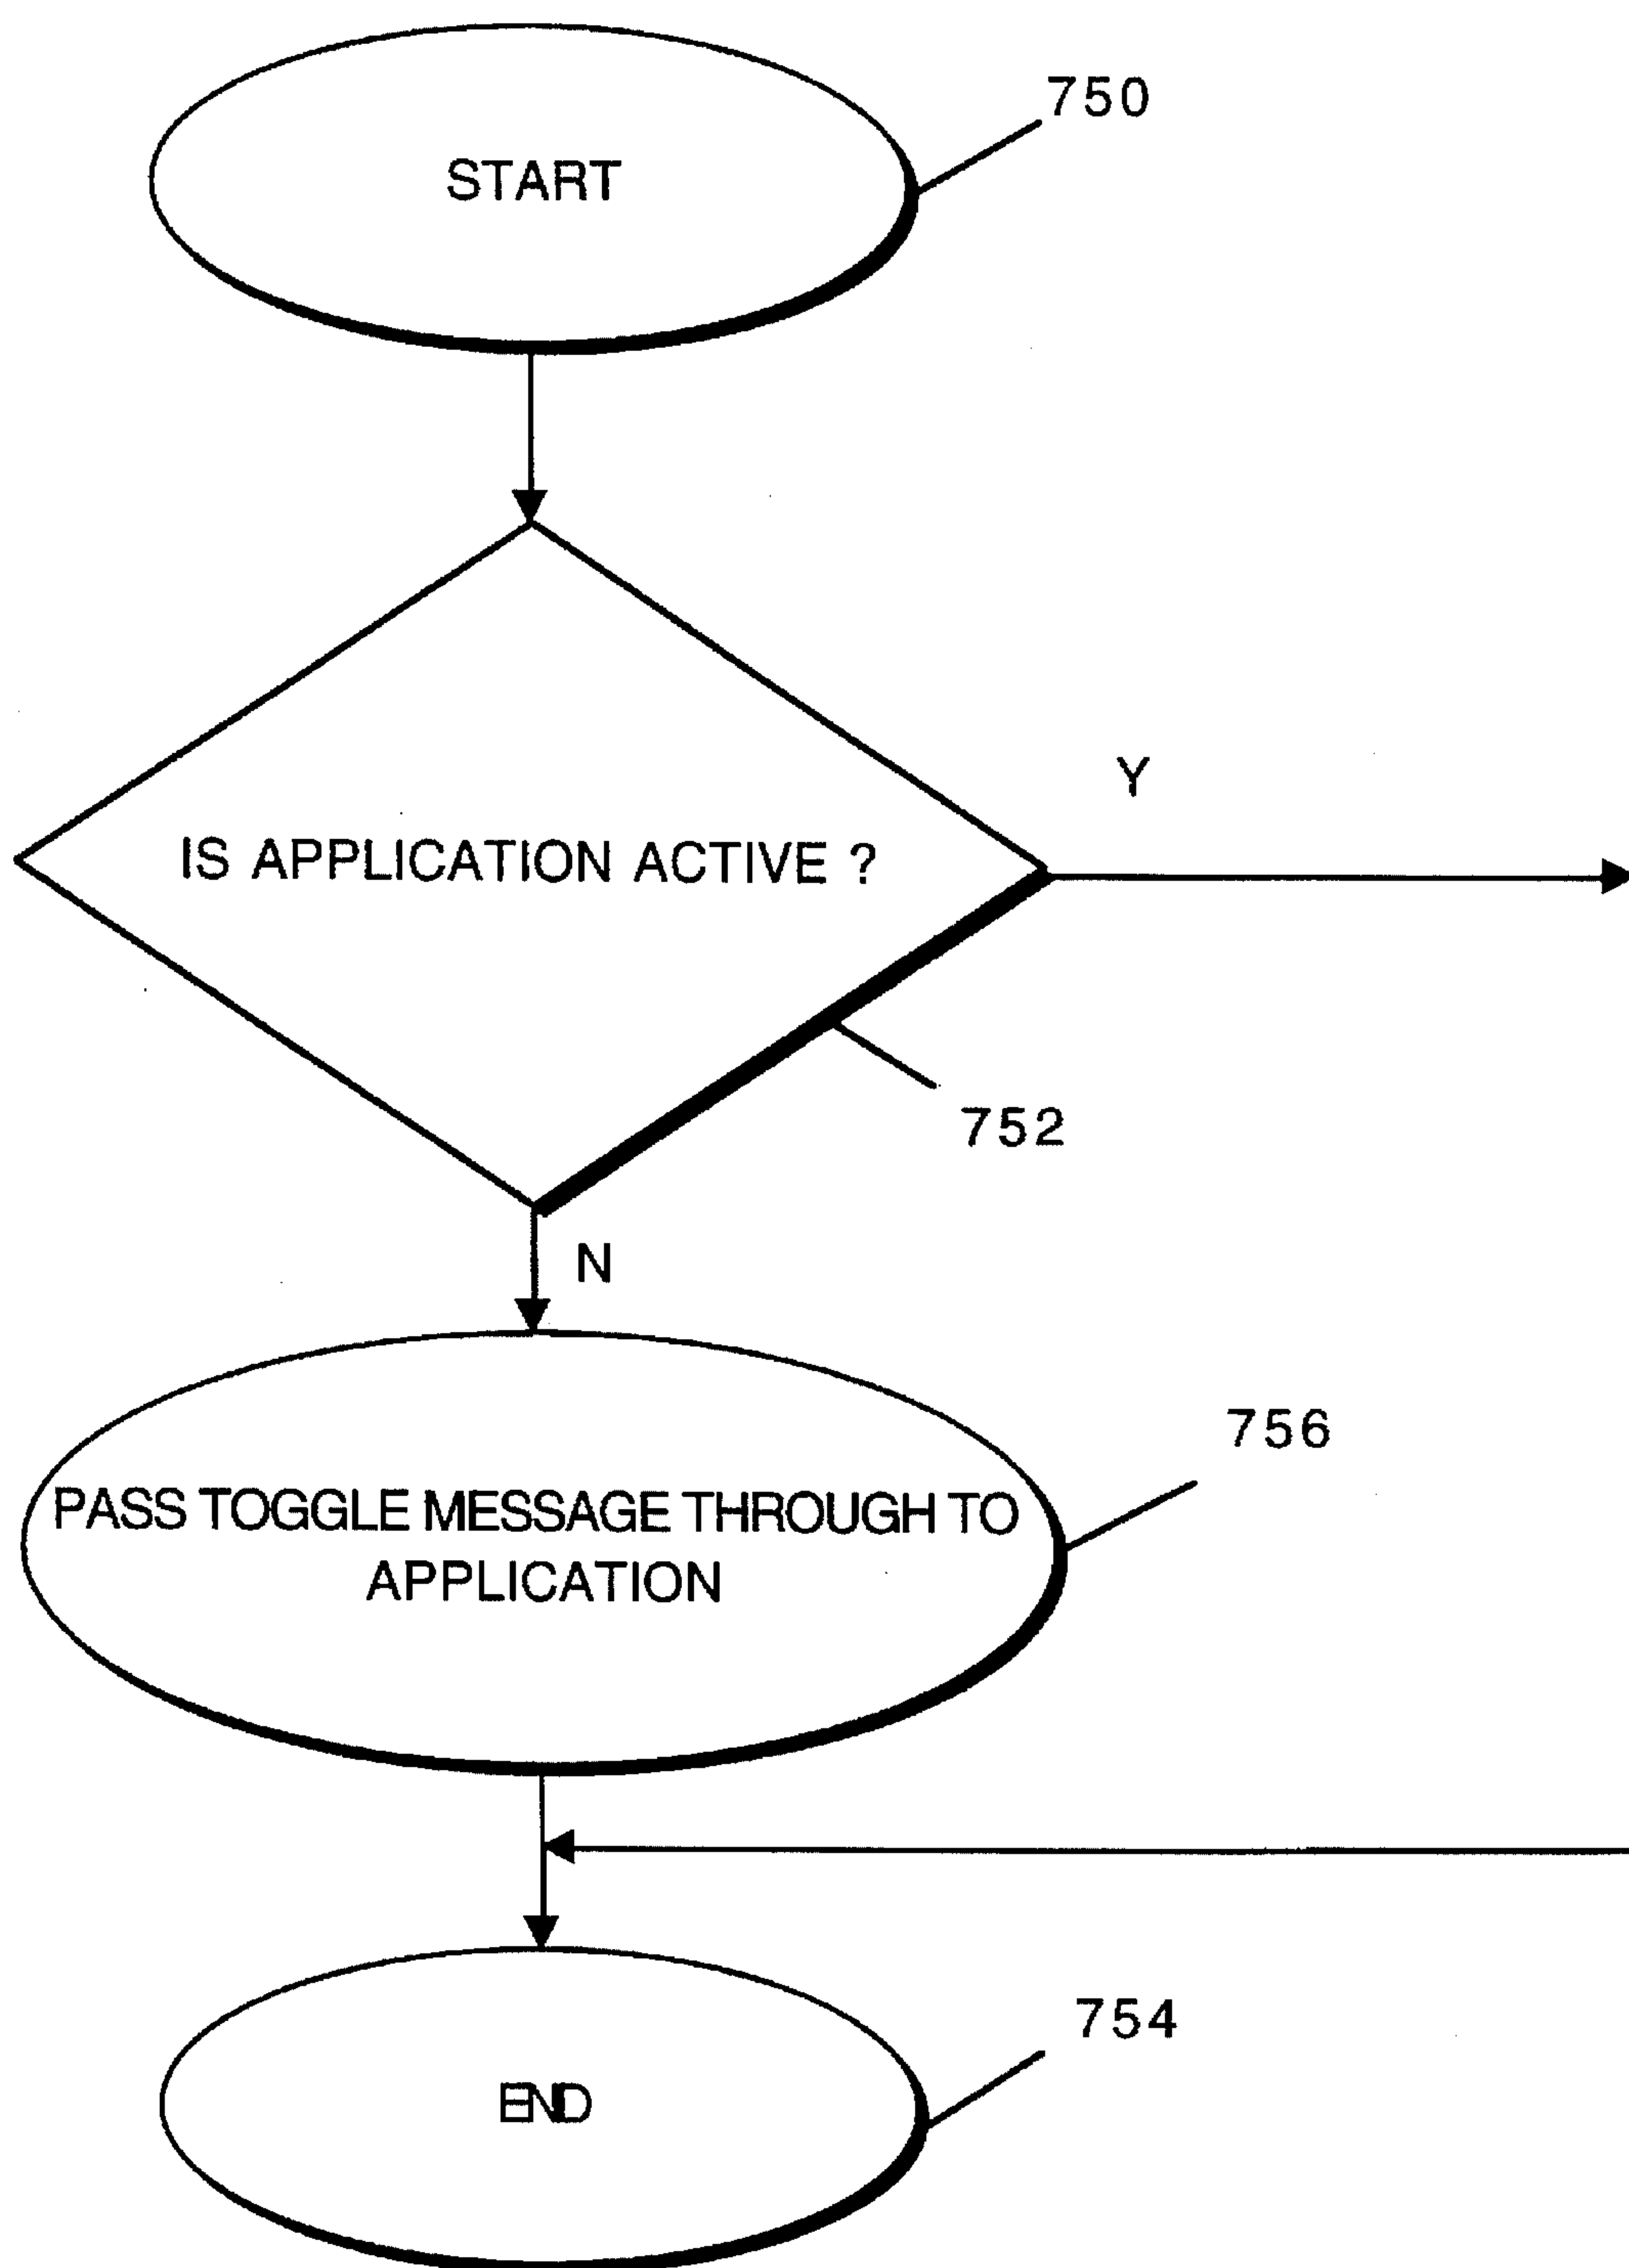 750
START
Y
IS APPLICATION ACTIVE ?
752
N
756
PASS TOGGLE MESSAGE THROUGH TO
APPLICATION
754
END